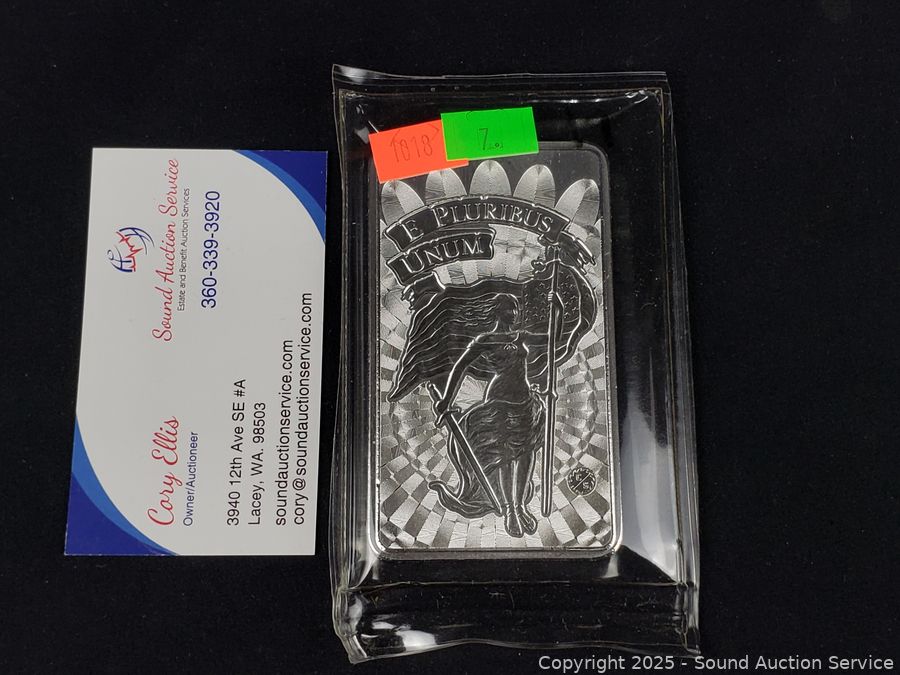 Sound Auction Service
Estate and Benefit Auction Services
360-339-3920
Cory Ellis
Owner/Auctioneer
3940 12th Ave SE #A
Lacey, WA. 98503
soundauctionservice.com
cory@soundauctionservice.com
1018
7
E PLURIBUS
UNUM
Copyright 2025 - Sound Auction Service